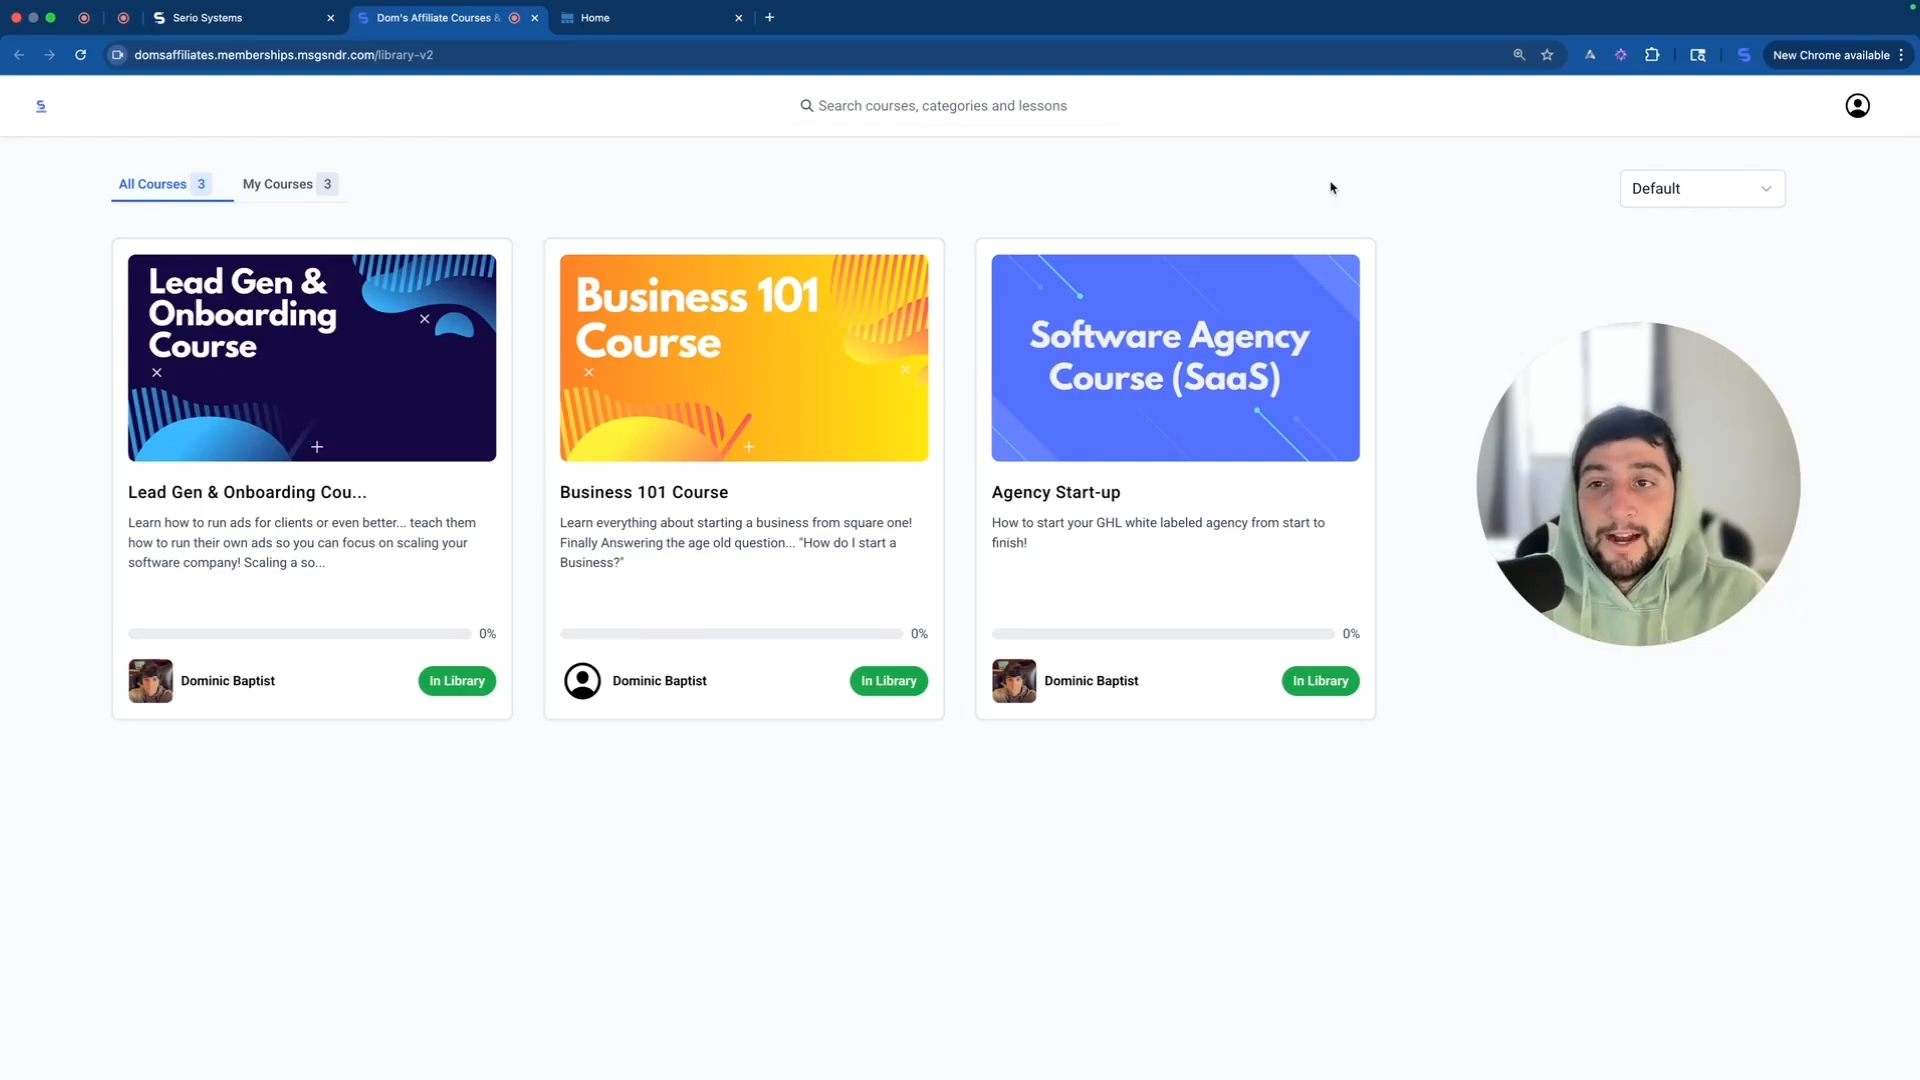 Serio Systems
Dom's Affiliate Courses &
Home
domsaffiliates.memberships.msgsndr.com/library-v2
New Chrome available
S
Search courses, categories and lessons
All Courses 3
My Courses 3
Default
Lead Gen &
Onboarding
Course
Business 101
Course
Software Agency
Course (SaaS)
Lead Gen & Onboarding Cou...
Learn how to run ads for clients or even better... teach them
how to run their own ads so you can focus on scaling your
software company! Scaling a so...
0%
Dominic Baptist
In Library
Business 101 Course
Learn everything about starting a business from square one!
Finally Answering the age old question... "How do I start a
Business?"
0%
Dominic Baptist
In Library
Agency Start-up
How to start your GHL white labeled agency from start to
finish!
0%
Dominic Baptist
In Library